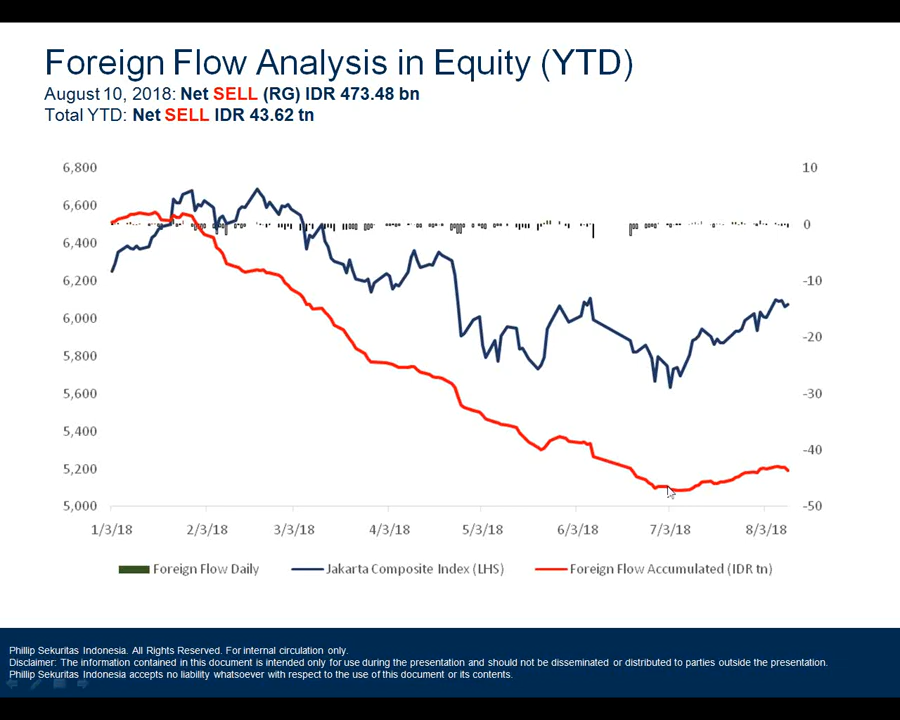 Foreign Flow Analysis in Equity (YTD)
August 10, 2018: Net SELL (RG) IDR 473.48 bn
Total YTD: Net SELL IDR 43.62 tn
6,800
6,600
6,400
6,200
6,000
5,800
5,600
5,400
5,200
5,000
10
0
-10
-20
-30
-40
-50
1/3/18 2/3/18 3/3/18 4/3/18 5/3/18 6/3/18 7/3/18 8/3/18
Foreign Flow Daily Jakarta Composite Index (LHS) Foreign Flow Accumulated (IDR tn)
Phillip Sekuritas Indonesia. All Rights Reserved. For internal circulation only.
Disclaimer: The information contained in this document is intended only for use during the presentation and should not be disseminated or distributed to parties outside the presentation.
Phillip Sekuritas Indonesia accepts no liability whatsoever with respect to the use of this document or its contents.